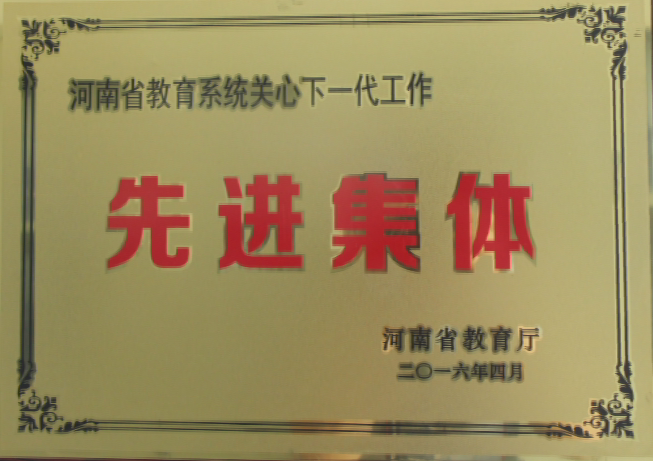 河南省教育系统关心下一代工作
先进集体
河南省教育厅
二〇一六年四月